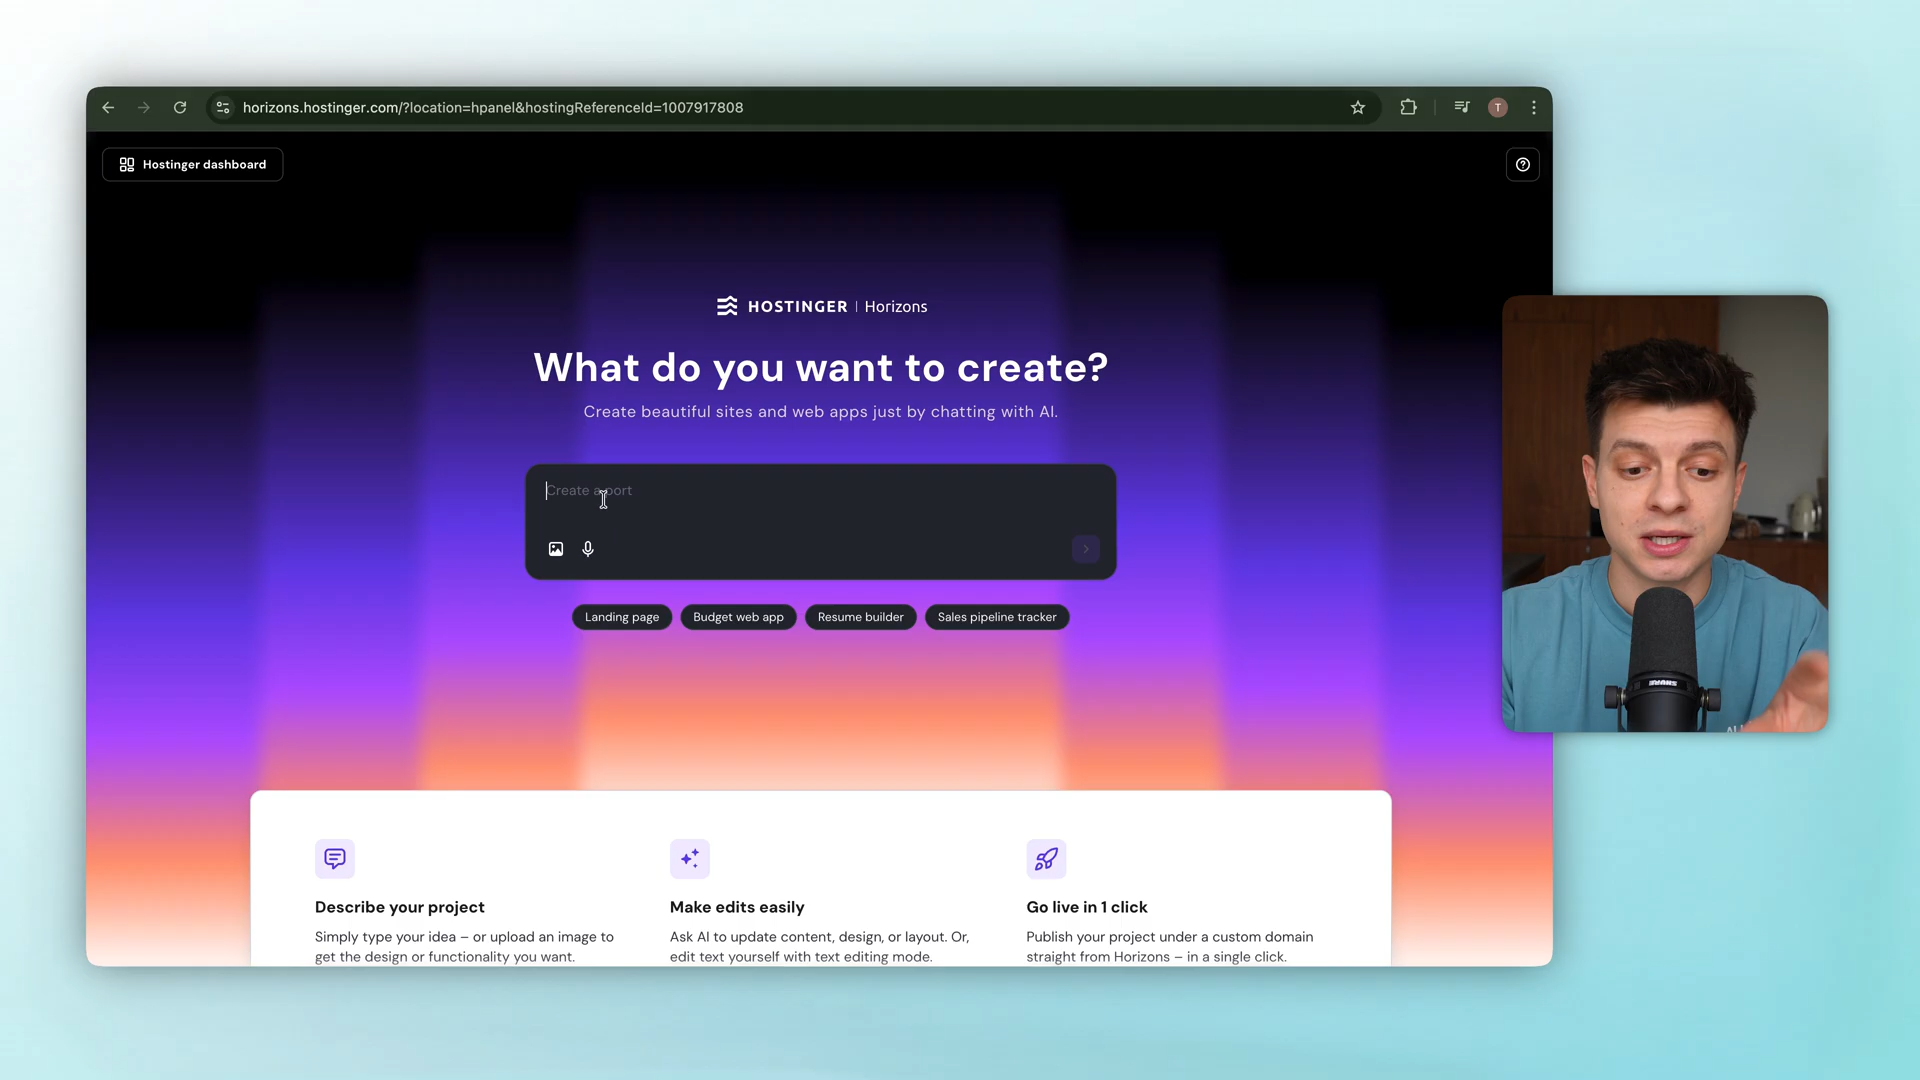 horizons.hostinger.com/?location=hpanel&hostingReferenceId=1007917808
T
Hostinger dashboard
HOSTINGER | Horizons
What do you want to create?
Create beautiful sites and web apps just by chatting with AI.
Create a port
Landing page
Budget web app
Resume builder
Sales pipeline tracker
SHURE
Describe your project
Simply type your idea – or upload an image to
get the design or functionality you want.
Make edits easily
Ask AI to update content, design, or layout. Or,
edit text yourself with text editing mode.
Go live in 1 click
Publish your project under a custom domain
straight from Horizons – in a single click.